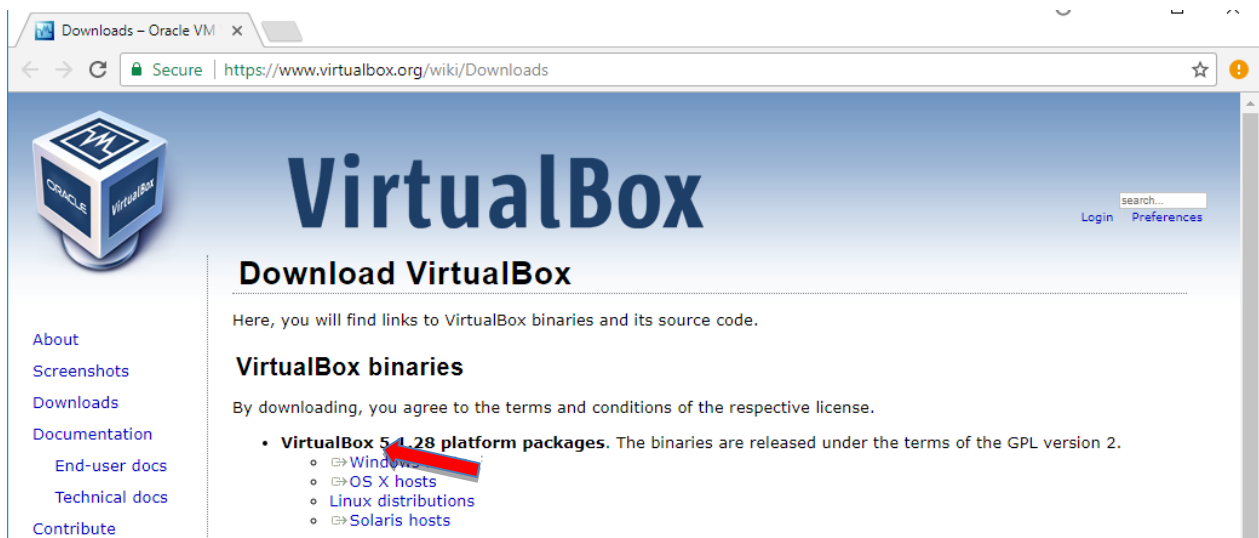 Downloads – Oracle VM
Secure | https://www.virtualbox.org/wiki/Downloads
ORACLE
VirtualBox
VirtualBox
search...
Login Preferences
Download VirtualBox
Here, you will find links to VirtualBox binaries and its source code.
About
Screenshots
VirtualBox binaries
Downloads
By downloading, you agree to the terms and conditions of the respective license.
Documentation
VirtualBox 5.1.28 platform packages. The binaries are released under the terms of the GPL version 2.
Windows
End-user docs
OS X hosts
Technical docs
Linux distributions
Contribute
Solaris hosts